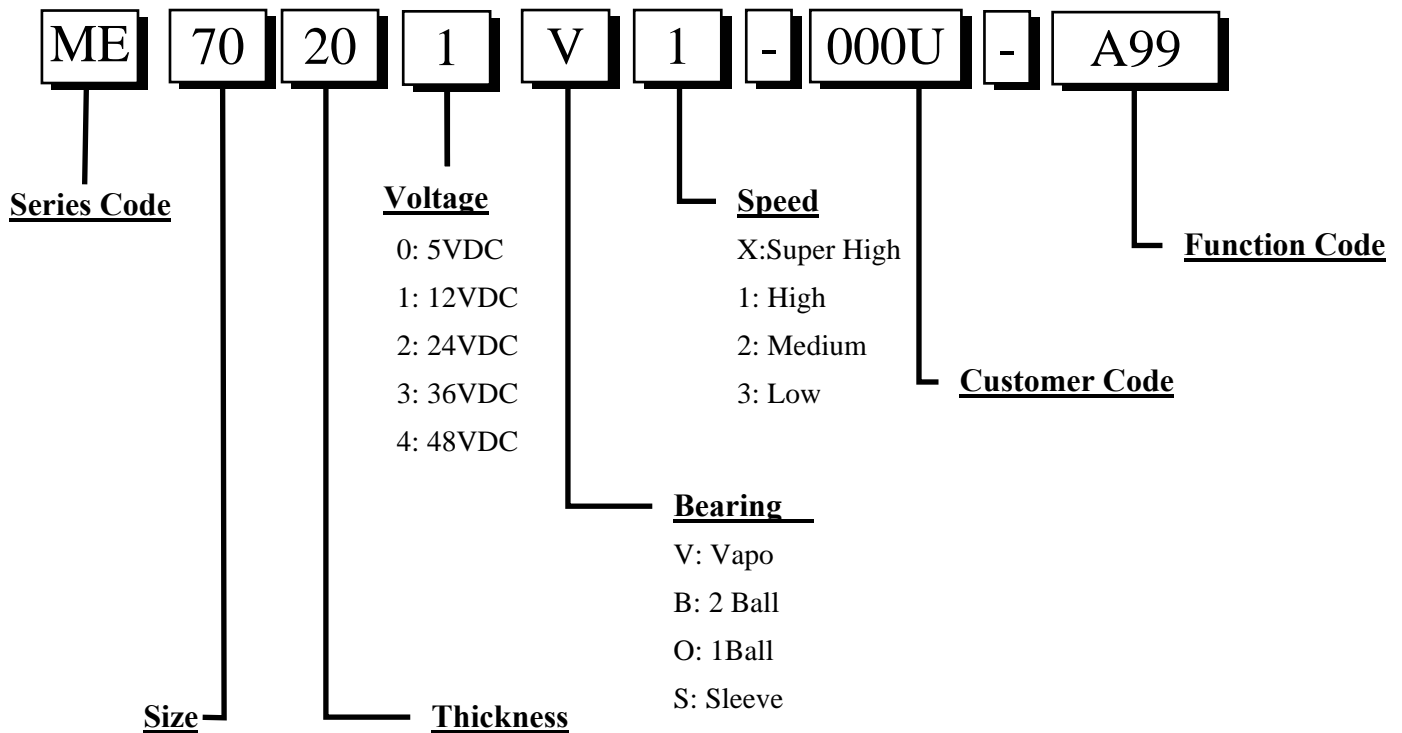 ME 70 20 1 V 1 - 000U - A99
Series Code
Voltage
0: 5VDC
1: 12VDC
2: 24VDC
3: 36VDC
4: 48VDC
Speed
X:Super High
1: High
2: Medium
3: Low
Function Code
Customer Code
Bearing
V: Vapo
B: 2 Ball
O: 1Ball
S: Sleeve
Size
Thickness